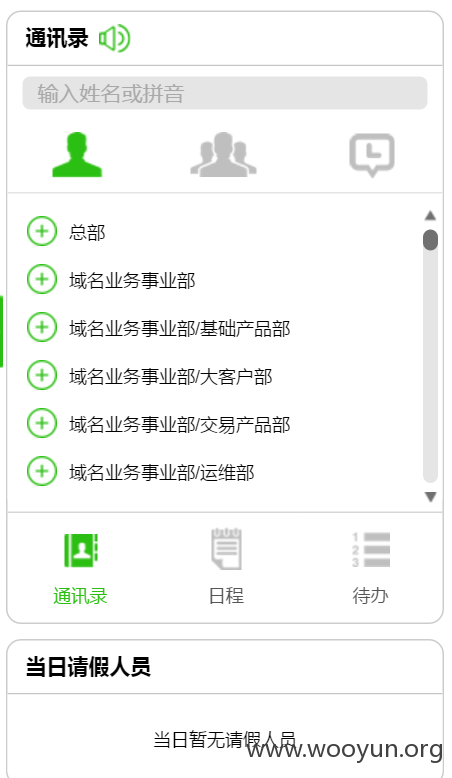 通讯录
输入姓名或拼音
总部
域名业务事业部
域名业务事业部/基础产品部
域名业务事业部/大客户部
域名业务事业部/交易产品部
域名业务事业部/运维部
1
2
3
通讯录 日程 待办
当日请假人员
当日暂无请假人员
www.wooyun.org